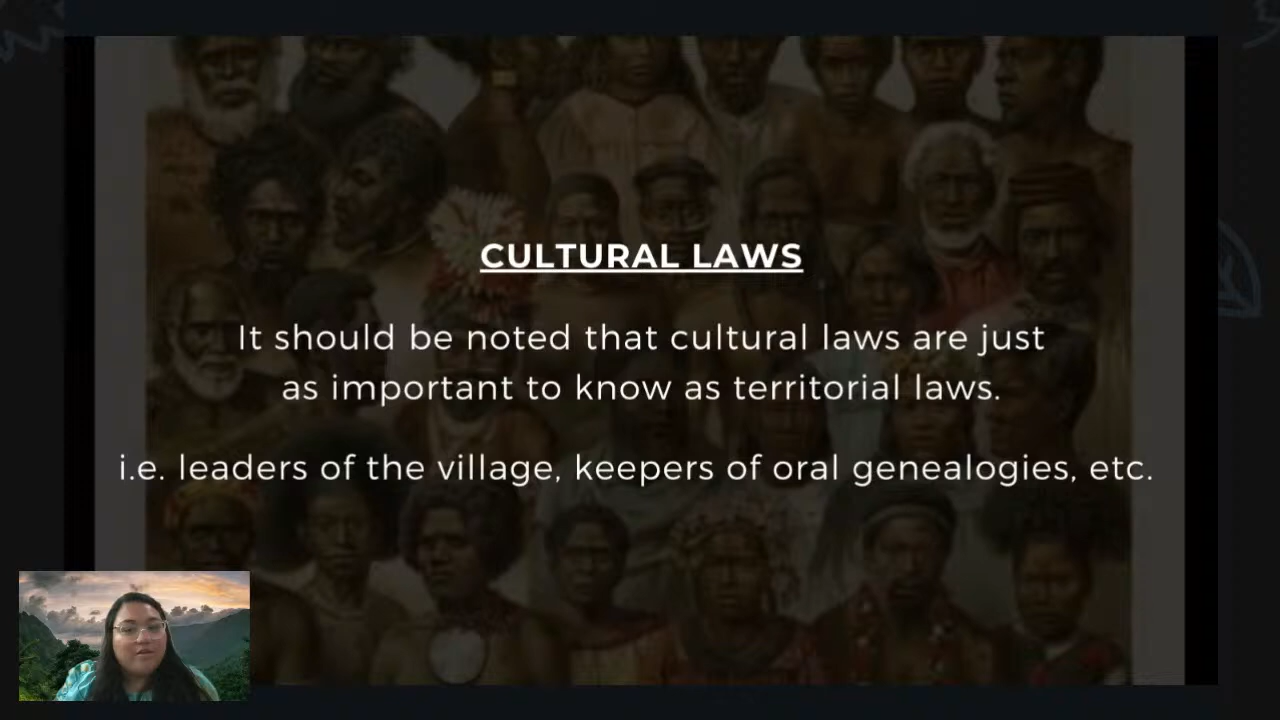 CULTURAL LAWS
It should be noted that cultural laws are just
as important to know as territorial laws.
i.e. leaders of the village, keepers of oral genealogies, etc.